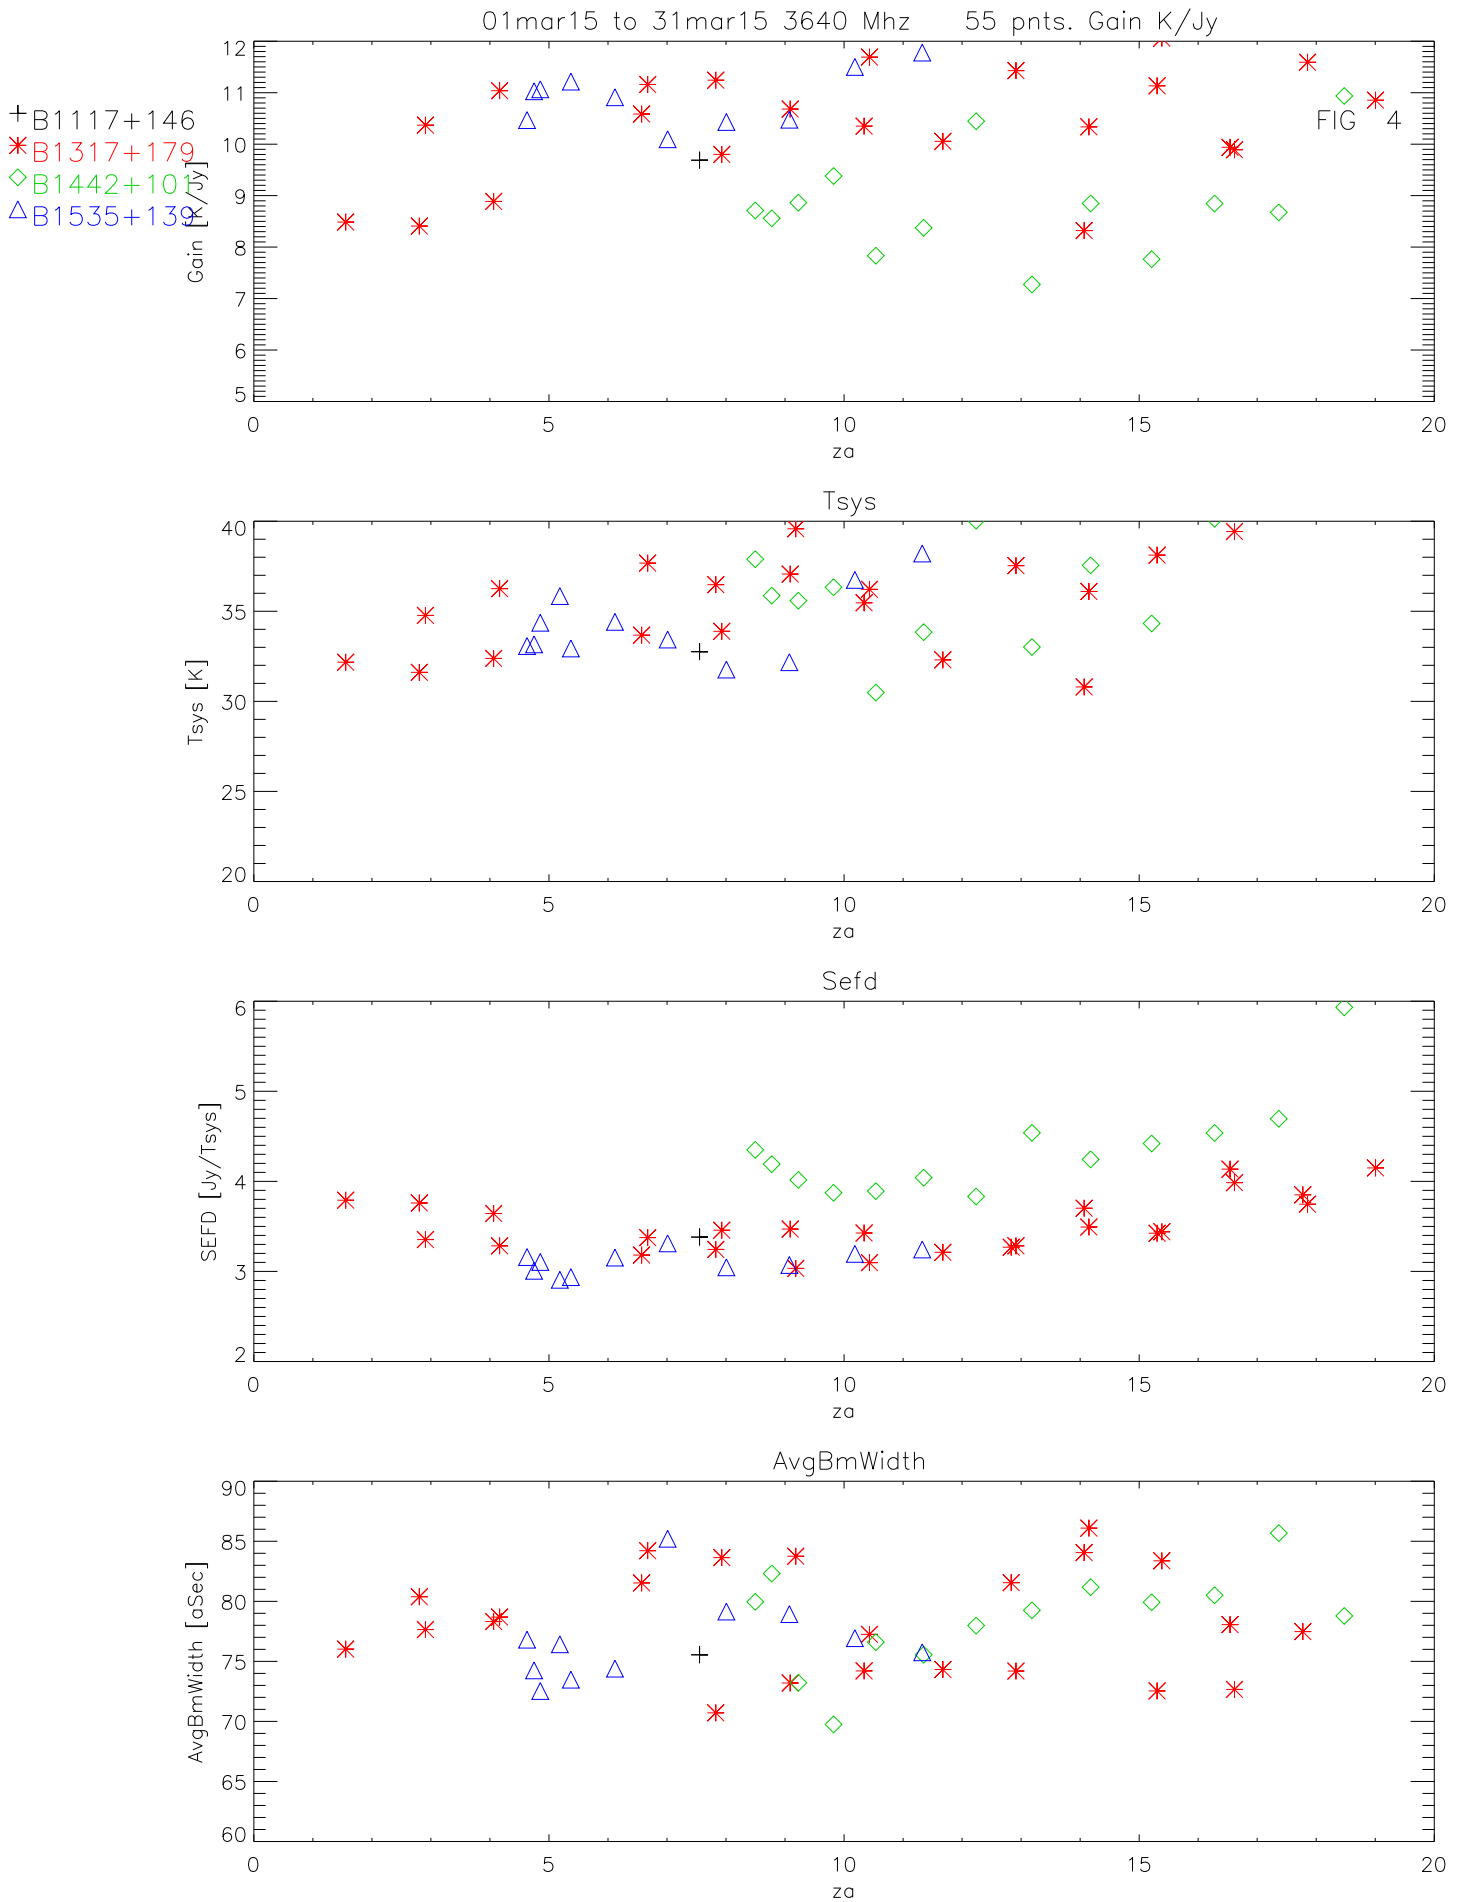 01mar15 to 31mar15 3640 Mhz 55 pnts. Gain K/Jy
B1117+146
B1317+179
B1442+101
B1535+139
FIG 4
Gain [K/Jy]
12
11
10
9
8
7
6
5
0 5 10 15 20
za
Tsys
Tsys [K]
40
35
30
25
20
0 5 10 15 20
za
Sefd
SEFD [Jy/Tsys]
6
5
4
3
2
0 5 10 15 20
za
AvgBmWidth
AvgBmWidth [aSec]
90
85
80
75
70
65
60
0 5 10 15 20
za